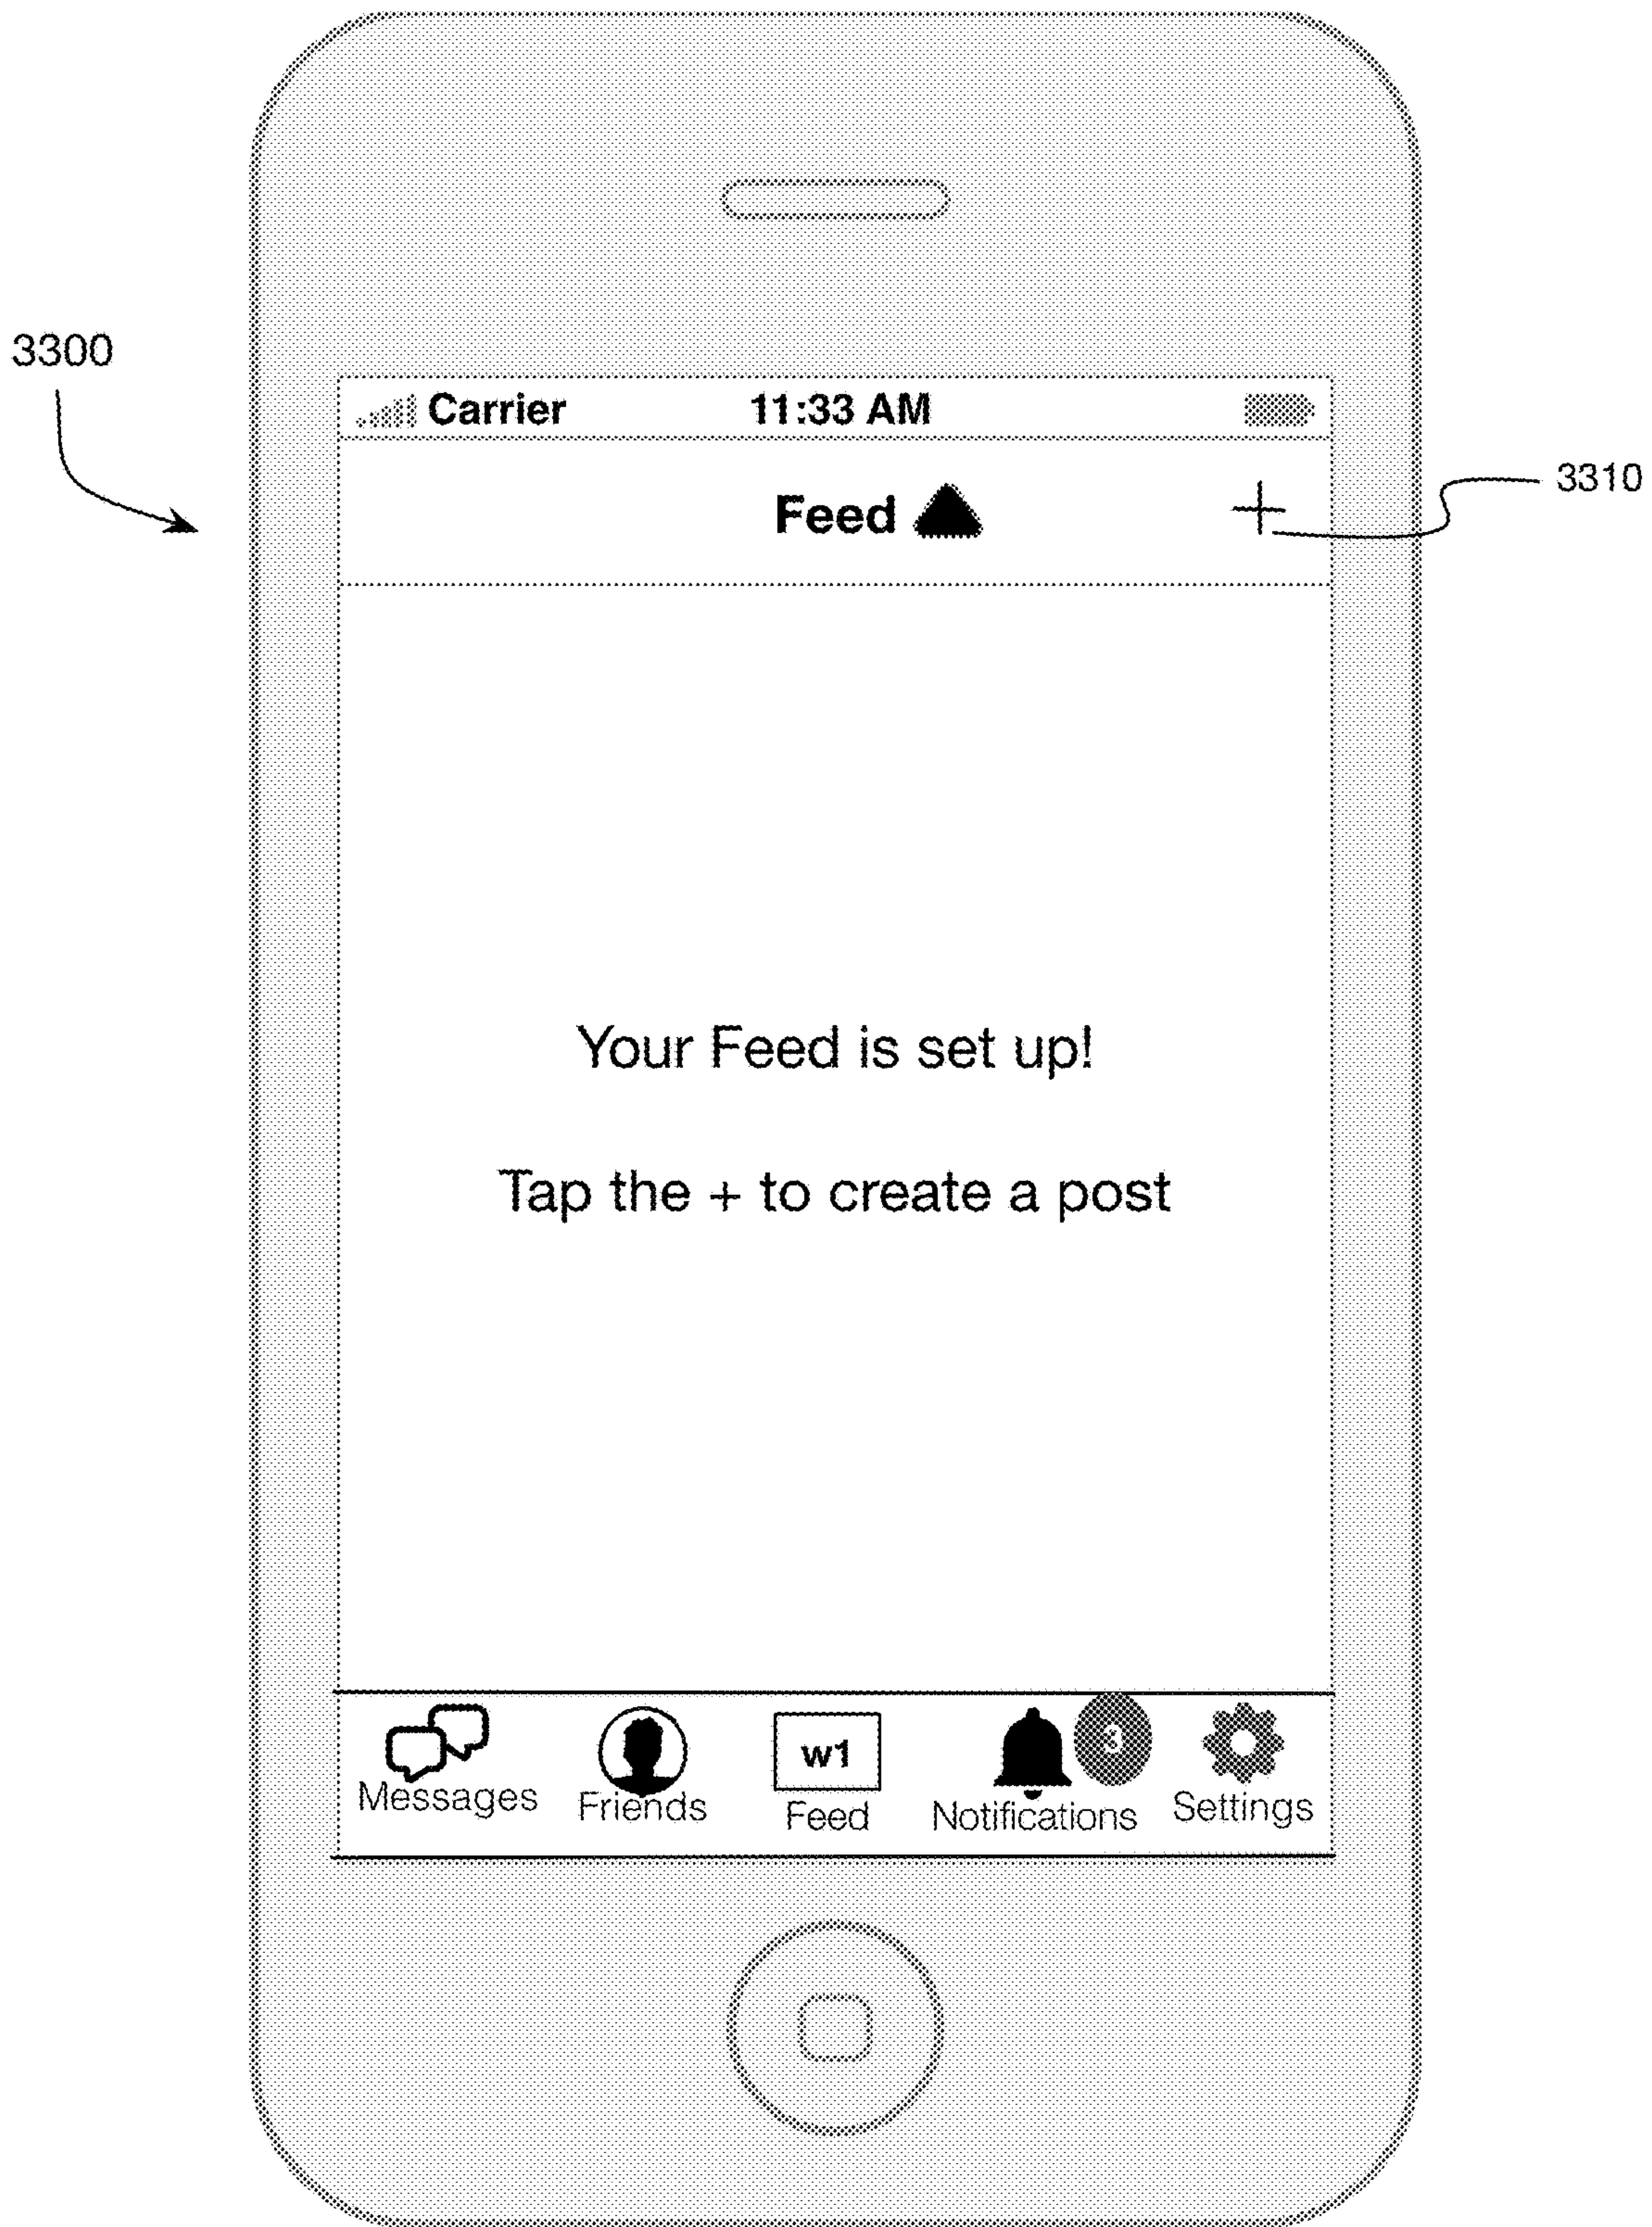 3300
Carrier 11:33 AM
Feed +
3310
Your Feed is set up!
Tap the + to create a post
w1 3
Messages Friends Feed Notifications Settings